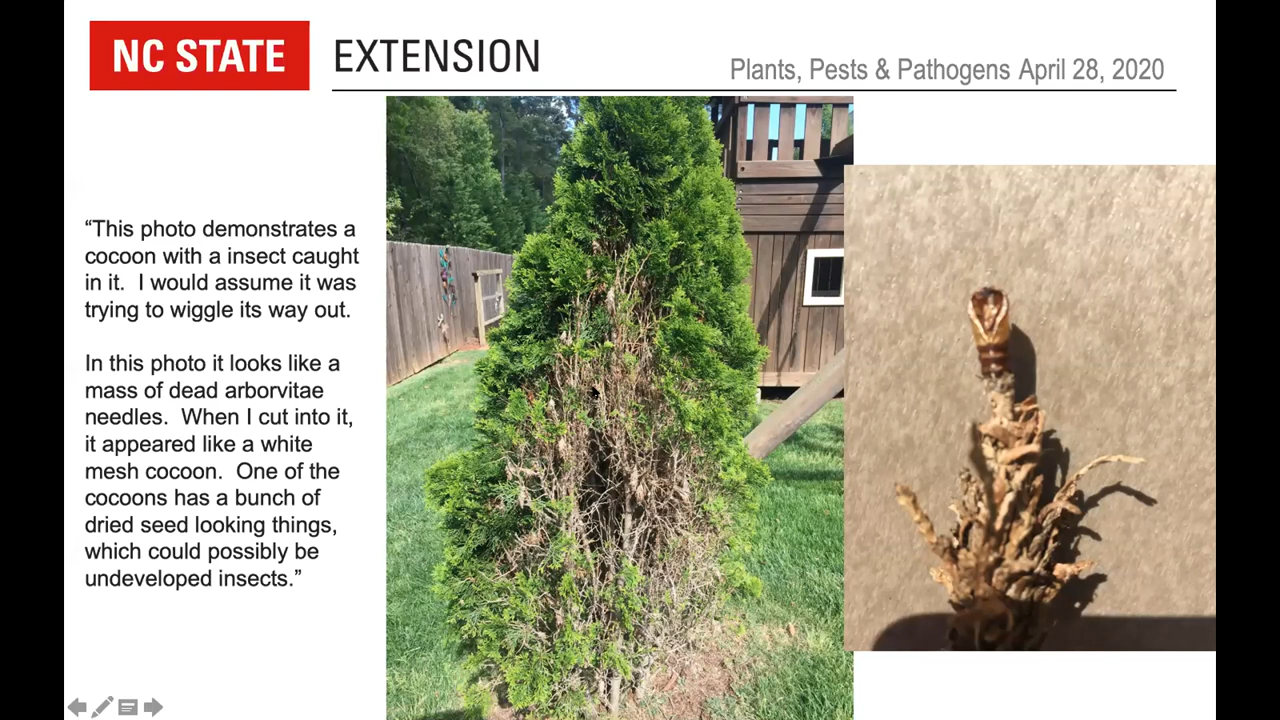 NC STATE EXTENSION
Plants, Pests & Pathogens April 28, 2020
“This photo demonstrates a
cocoon with a insect caught
in it.  I would assume it was
trying to wiggle its way out.
In this photo it looks like a
mass of dead arborvitae
needles.  When I cut into it,
it appeared like a white
mesh cocoon.  One of the
cocoons has a bunch of
dried seed looking things,
which could possibly be
undeveloped insects.”